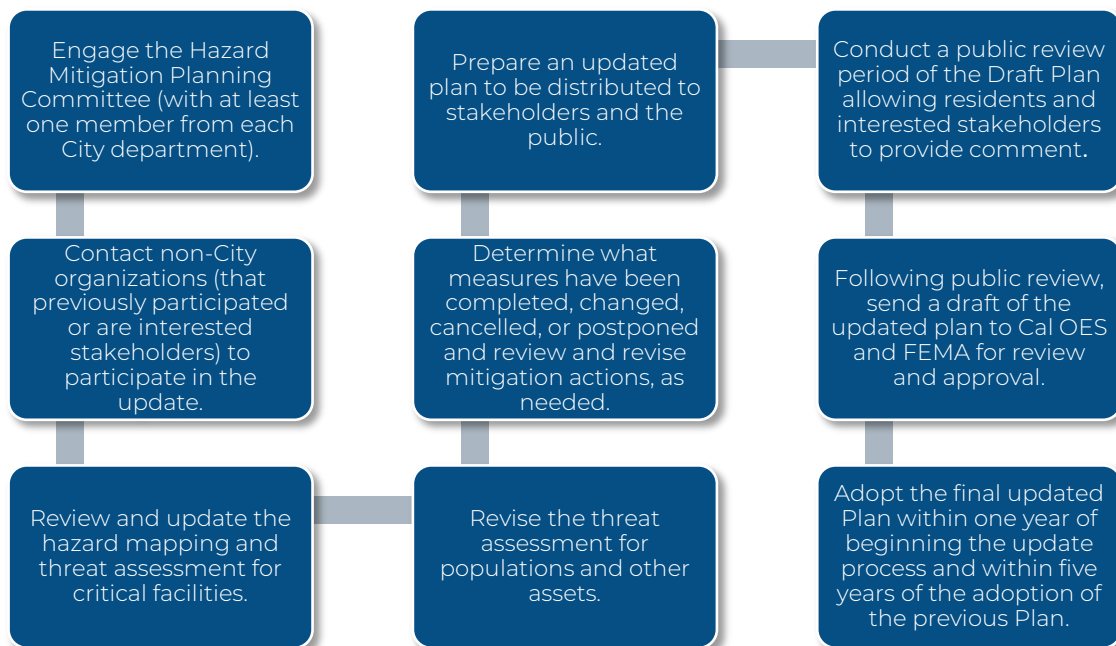 Engage the Hazard
Mitigation Planning
Committee (with at least
one member from each
City department).
Contact non-City
organizations (that
previously participated
or are interested
stakeholders) to
participate in the
update.
Review and update the
hazard mapping and
threat assessment for
critical facilities.
Revise the threat
assessment for
populations and other
assets.
Determine what
measures have been
completed, changed,
cancelled, or postponed
and review and revise
mitigation actions, as
needed.
Prepare an updated
plan to be distributed to
stakeholders and the
public.
Conduct a public review
period of the Draft Plan
allowing residents and
interested stakeholders
to provide comment.
Following public review,
send a draft of the
updated plan to Cal OES
and FEMA for review
and approval.
Adopt the final updated
Plan within one year of
beginning the update
process and within five
years of the adoption of
the previous Plan.